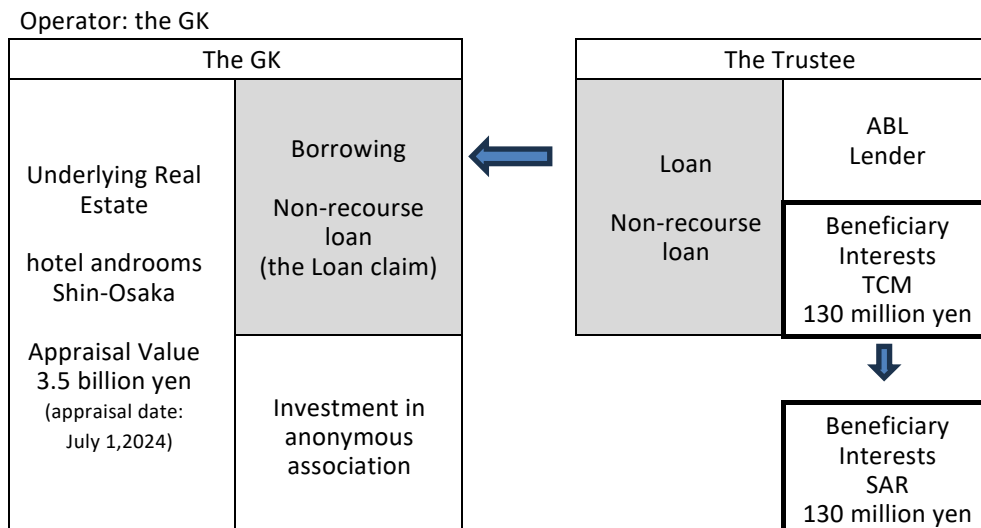 Operator: the GK
The GK
Underlying Real
Estate
hotel androoms
Shin-Osaka
Appraisal Value
3.5 billion yen
(appraisal date:
July 1,2024)
Borrowing
Non-recourse
loan
(the Loan claim)
Investment in
anonymous
association
The Trustee
Loan
Non-recourse
loan
ABL
Lender
Beneficiary
Interests
TCM
130 million yen
Beneficiary
Interests
SAR
130 million yen